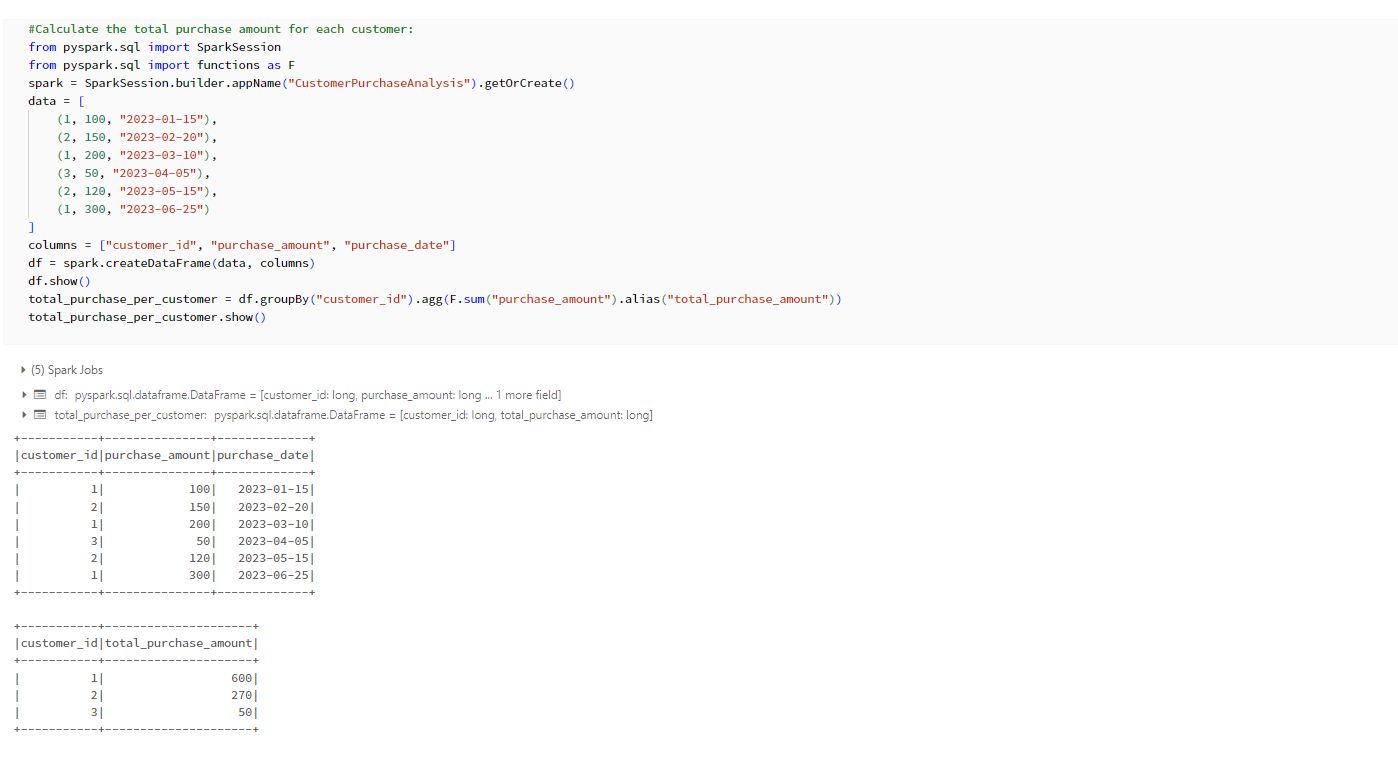 #Calculate the total purchase amount for each customer:
from pyspark.sql import SparkSession
from pyspark.sql import functions as F
spark = SparkSession.builder.appName("CustomerPurchaseAnalysis").getOrCreate()
data = [
    (1, 100, "2023-01-15"),
    (2, 150, "2023-02-20"),
    (1, 200, "2023-03-10"),
    (3, 50, "2023-04-05"),
    (2, 120, "2023-05-15"),
    (1, 300, "2023-06-25")
]
columns = ["customer_id", "purchase_amount", "purchase_date"]
df = spark.createDataFrame(data, columns)
df.show()
total_purchase_per_customer = df.groupBy("customer_id").agg(F.sum("purchase_amount").alias("total_purchase_amount"))
total_purchase_per_customer.show()
(5) Spark Jobs
df: pyspark.sql.dataframe.DataFrame = [customer_id: long, purchase_amount: long ... 1 more field]
total_purchase_per_customer: pyspark.sql.dataframe.DataFrame = [customer_id: long, total_purchase_amount: long]
+-----------+---------------+-------------+
|customer_id|purchase_amount|purchase_date|
+-----------+---------------+-------------+
|          1|            100|   2023-01-15|
|          2|            150|   2023-02-20|
|          1|            200|   2023-03-10|
|          3|             50|   2023-04-05|
|          2|            120|   2023-05-15|
|          1|            300|   2023-06-25|
+-----------+---------------+-------------+
+-----------+---------------------+
|customer_id|total_purchase_amount|
+-----------+---------------------+
|          1|                  600|
|          2|                  270|
|          3|                   50|
+-----------+---------------------+